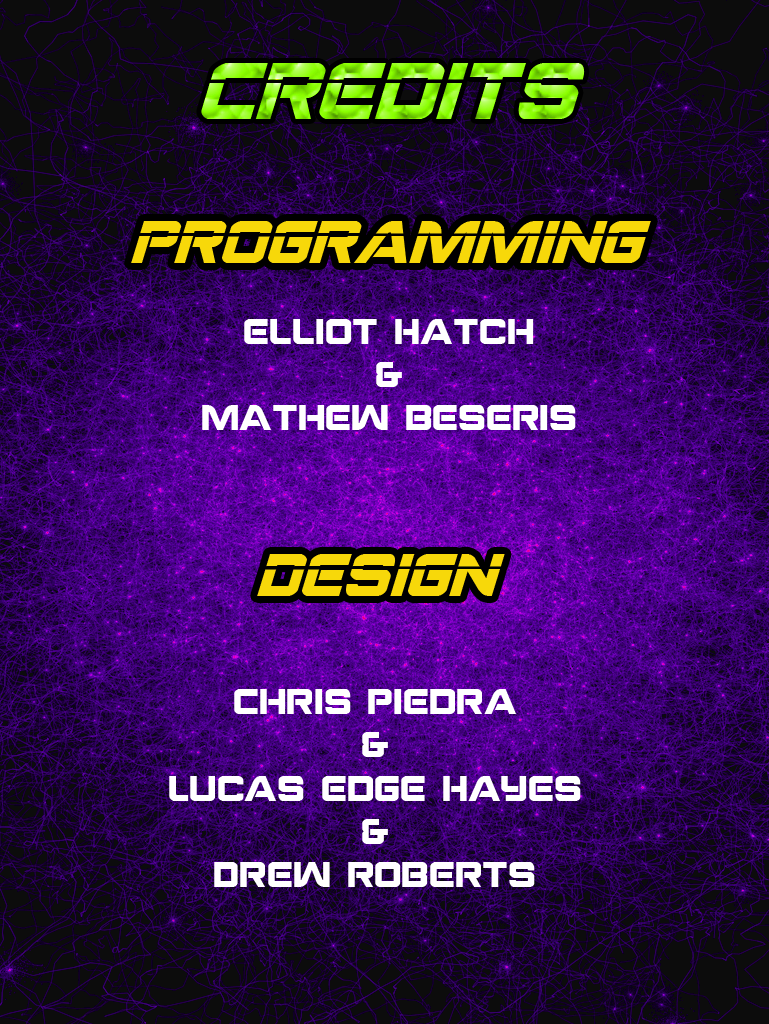 CREDITS
PROGRAMMING
ELLIOT HATCH
&
MATHEW BESERIS
DESIGN
CHRIS PIEDRA
&
LUCAS EDGE HAYES
&
DREW ROBERTS